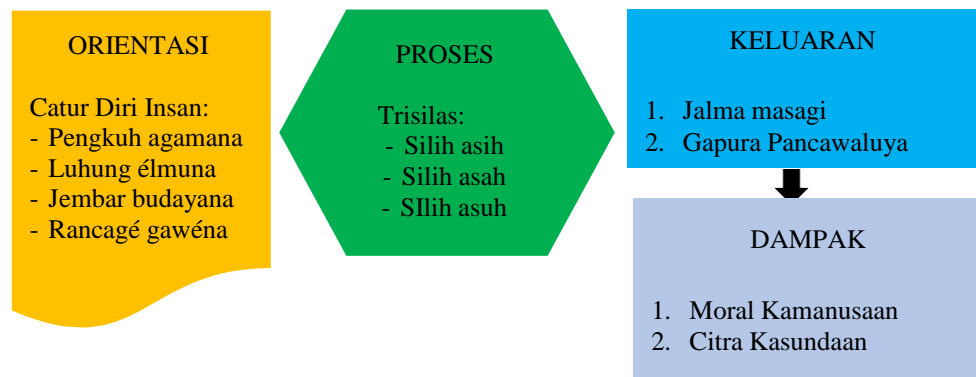 ORIENTASI
Catur Diri Insan:
- Pengkuh agamana
- Luhung élmuna
- Jembar budayana
- Rancagé gawéna
PROSES
Trisilas:
- Silih asih
- Silih asah
- SIlih asuh
KELUARAN
1. Jalma masagi
2. Gapura Pancawaluya
DAMPAK
1. Moral Kamanusaan
2. Citra Kasundaan